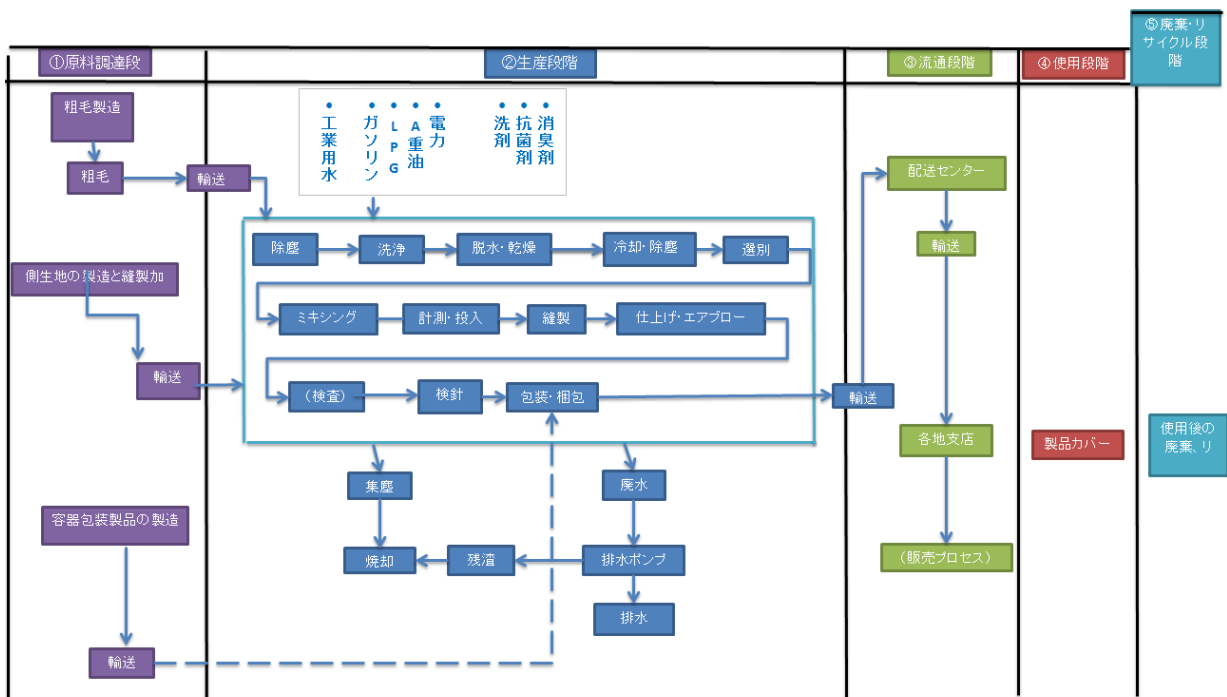 ①原料調達段
②生産段階
③流通段階
④使用段階
⑤廃棄・リ
サイクル段
階
粗毛製造
粗毛
輸送
側生地の製造と縫製加
輸送
容器包装製品の製造
輸送
• 工業用水
• ガソリン
• LPG
• A重油
• 電力
• 洗剤
• 抗菌剤
• 消臭剤
除塵
洗浄
脱水・乾燥
冷却・除塵
選別
ミキシング
計測・投入
縫製
仕上げ・エアブロー
（検査）
検針
包装・梱包
輸送
集塵
廃水
焼却
残渣
排水ポンプ
排水
配送センター
輸送
各地支店
（販売プロセス）
製品カバー
使用後の
廃棄、リ